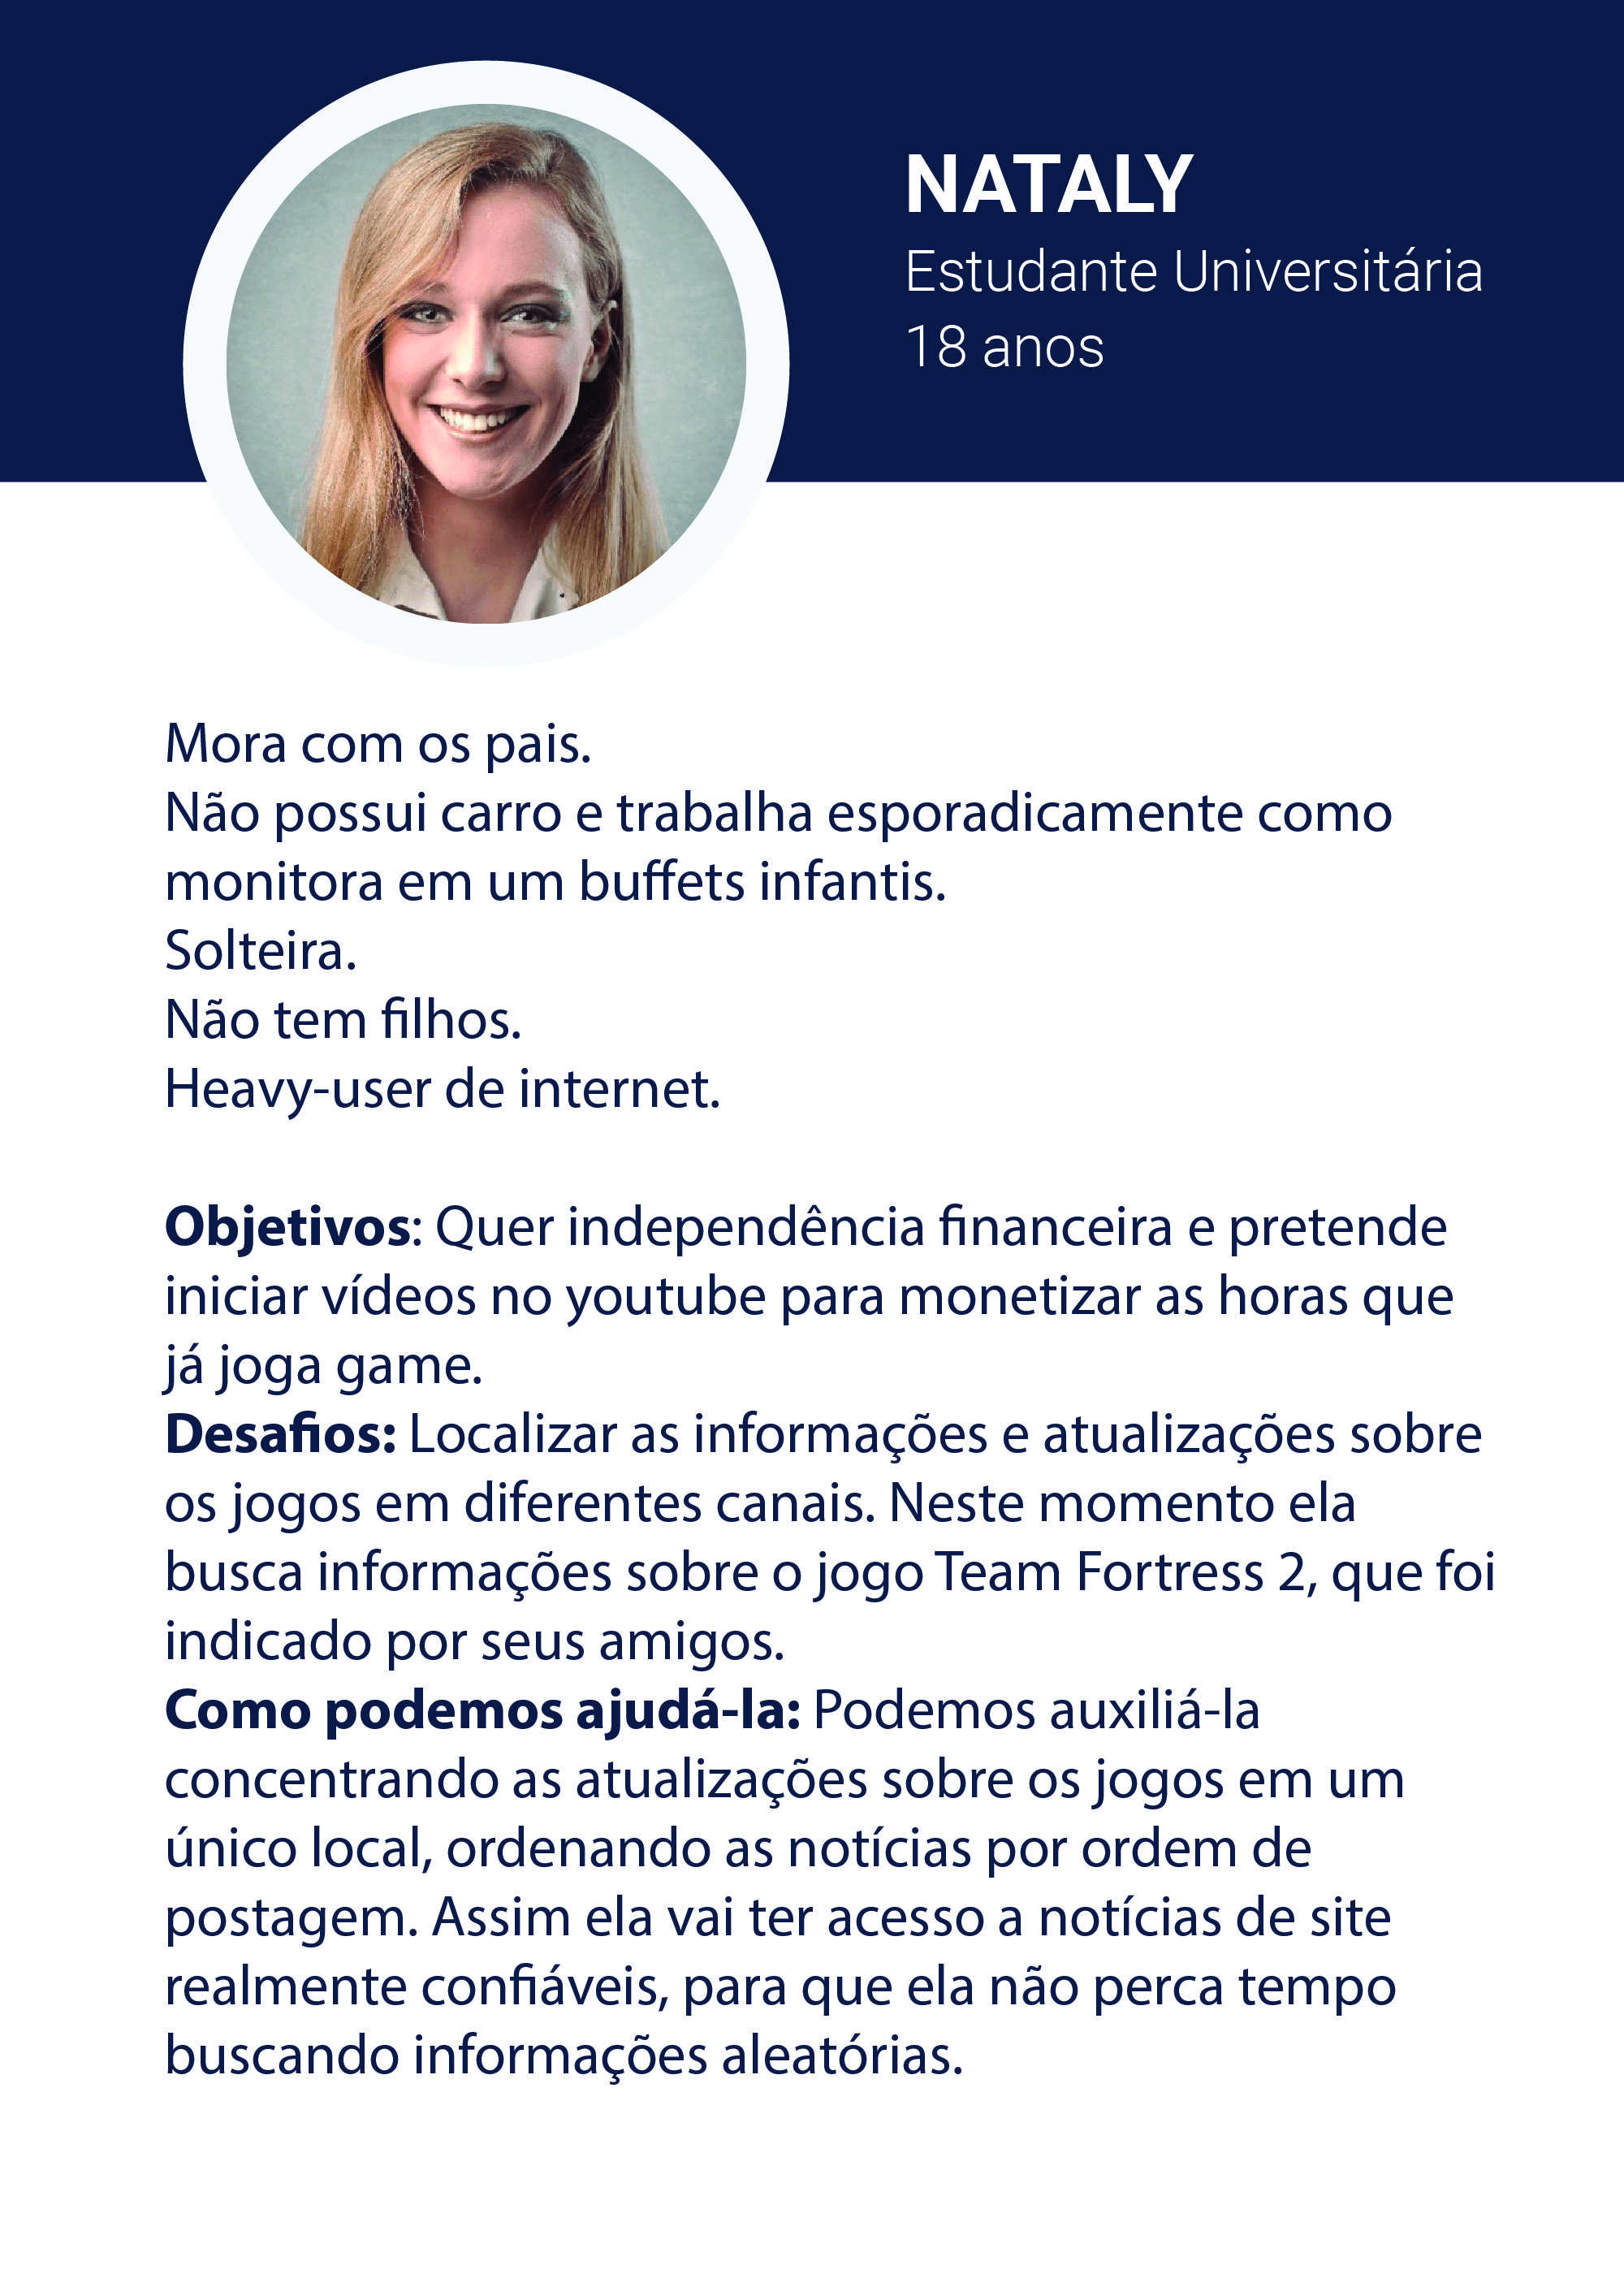 NATALY
Estudante Universitária
18 anos
Mora com os pais.
Não possui carro e trabalha esporadicamente como
monitora em um buffets infantis.
Solteira.
Não tem filhos.
Heavy-user de internet.
Objetivos: Quer independência financeira e pretende
iniciar vídeos no youtube para monetizar as horas que
já joga game.
Desafios: Localizar as informações e atualizações sobre
os jogos em diferentes canais. Neste momento ela
busca informações sobre o jogo Team Fortress 2, que foi
indicado por seus amigos.
Como podemos ajudá-la: Podemos auxiliá-la
concentrando as atualizações sobre os jogos em um
único local, ordenando as notícias por ordem de
postagem. Assim ela vai ter acesso a notícias de site
realmente confiáveis, para que ela não perca tempo
buscando informações aleatórias.